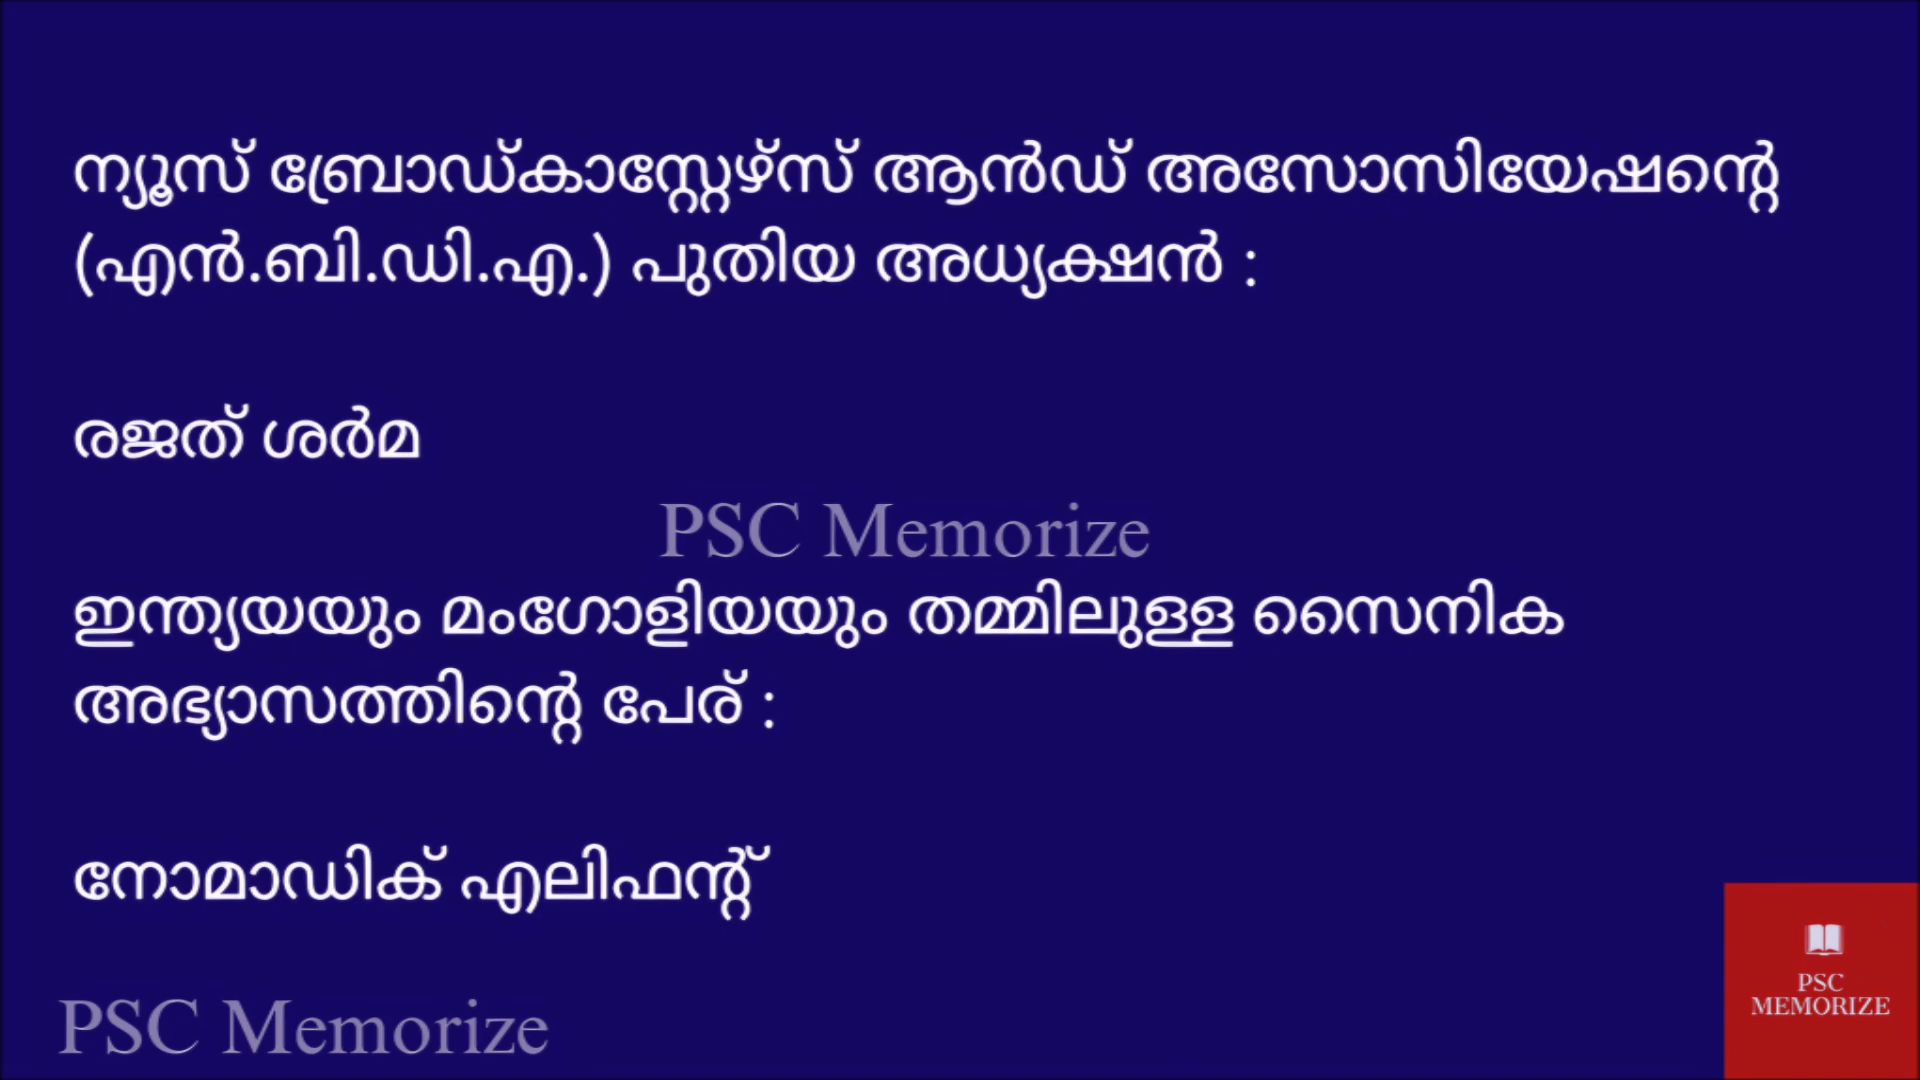 ന്യൂസ് ബ്രോഡ്കാസ്റ്റേഴ്സ് ആൻഡ് അസോസിയേഷന്റെ
(എൻ.ബി.ഡി.എ.) പുതിയ അധ്യക്ഷൻ :
രജത് ശർമ
PSC Memorize
ഇന്ത്യയയും മംഗോളിയയും തമ്മിലുള്ള സൈനിക
അഭ്യാസത്തിന്റെ പേര് :
നോമാഡിക് എലിഫന്റ്
PSC Memorize
PSC
MEMORIZE